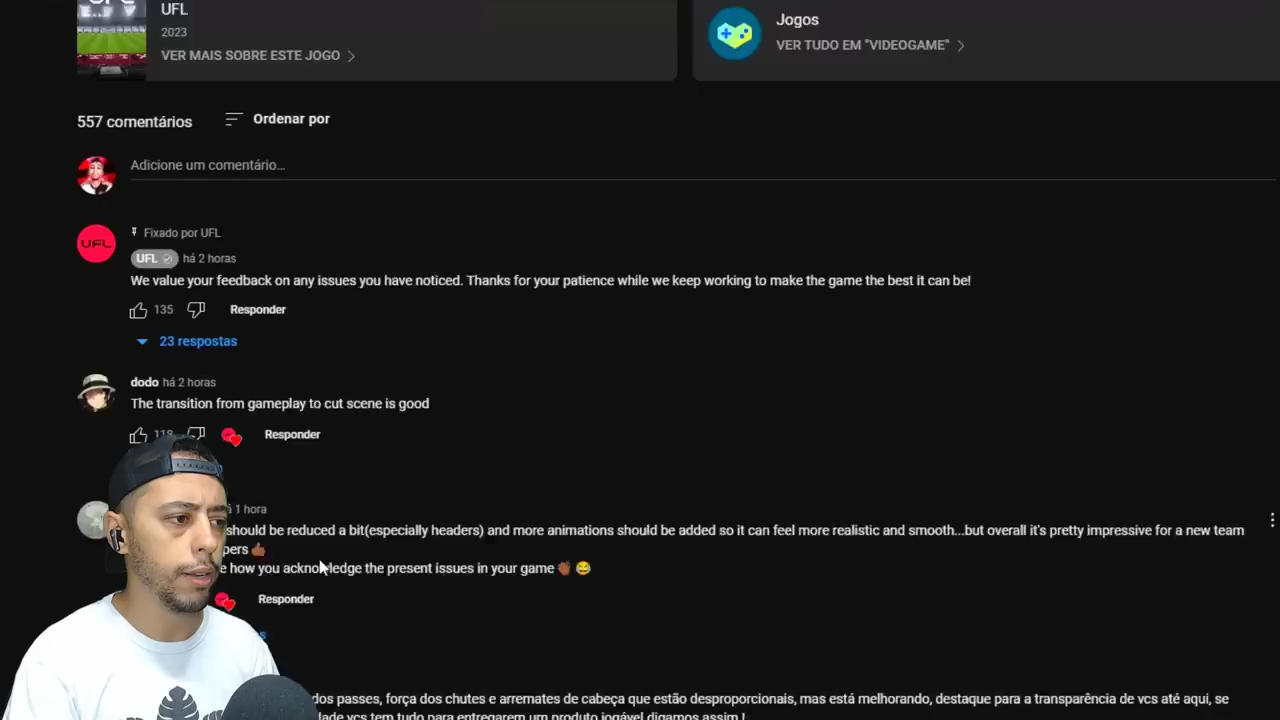 UFL
2023
VER MAIS SOBRE ESTE JOGO
Jogos
VER TUDO EM "VIDEOGAME"
557 comentários
Ordenar por
Adicione um comentário...
Fixado por UFL
UFL
UFL há 2 horas
We value your feedback on any issues you have noticed. Thanks for your patience while we keep working to make the game the best it can be!
135 Responder
23 respostas
dodo há 2 horas
The transition from gameplay to cut scene is good
118 Responder
1 hora
should be reduced a bit(especially headers) and more animations should be added so it can feel more realistic and smooth...but overall it's pretty impressive for a new team
how you acknowledge the present issues in your game 😂
Responder
dos passes, força dos chutes e arremates de cabeça que estão desproporcionais, mas está melhorando, destaque para a transparência de vcs até aqui, se
vcs tem tudo para entregarem um produto jogável digamos assim !